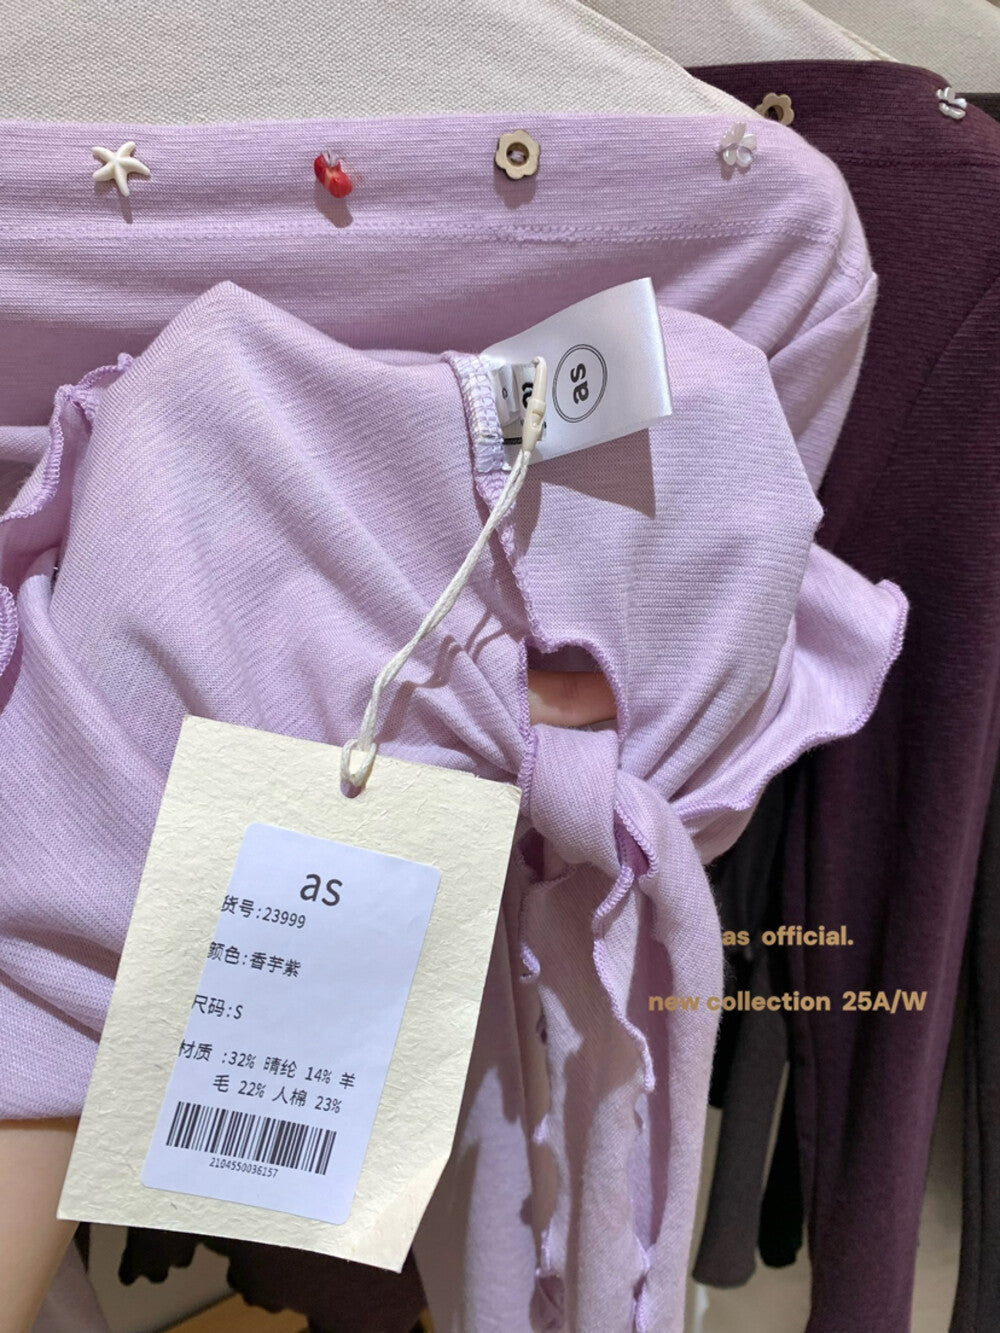 as
as
货号:23999
颜色:香芋紫
尺码:S
材质 :32% 晴纶 14% 羊
毛 22% 人棉 23%
2104550036157
as official.
new collection 25A/W